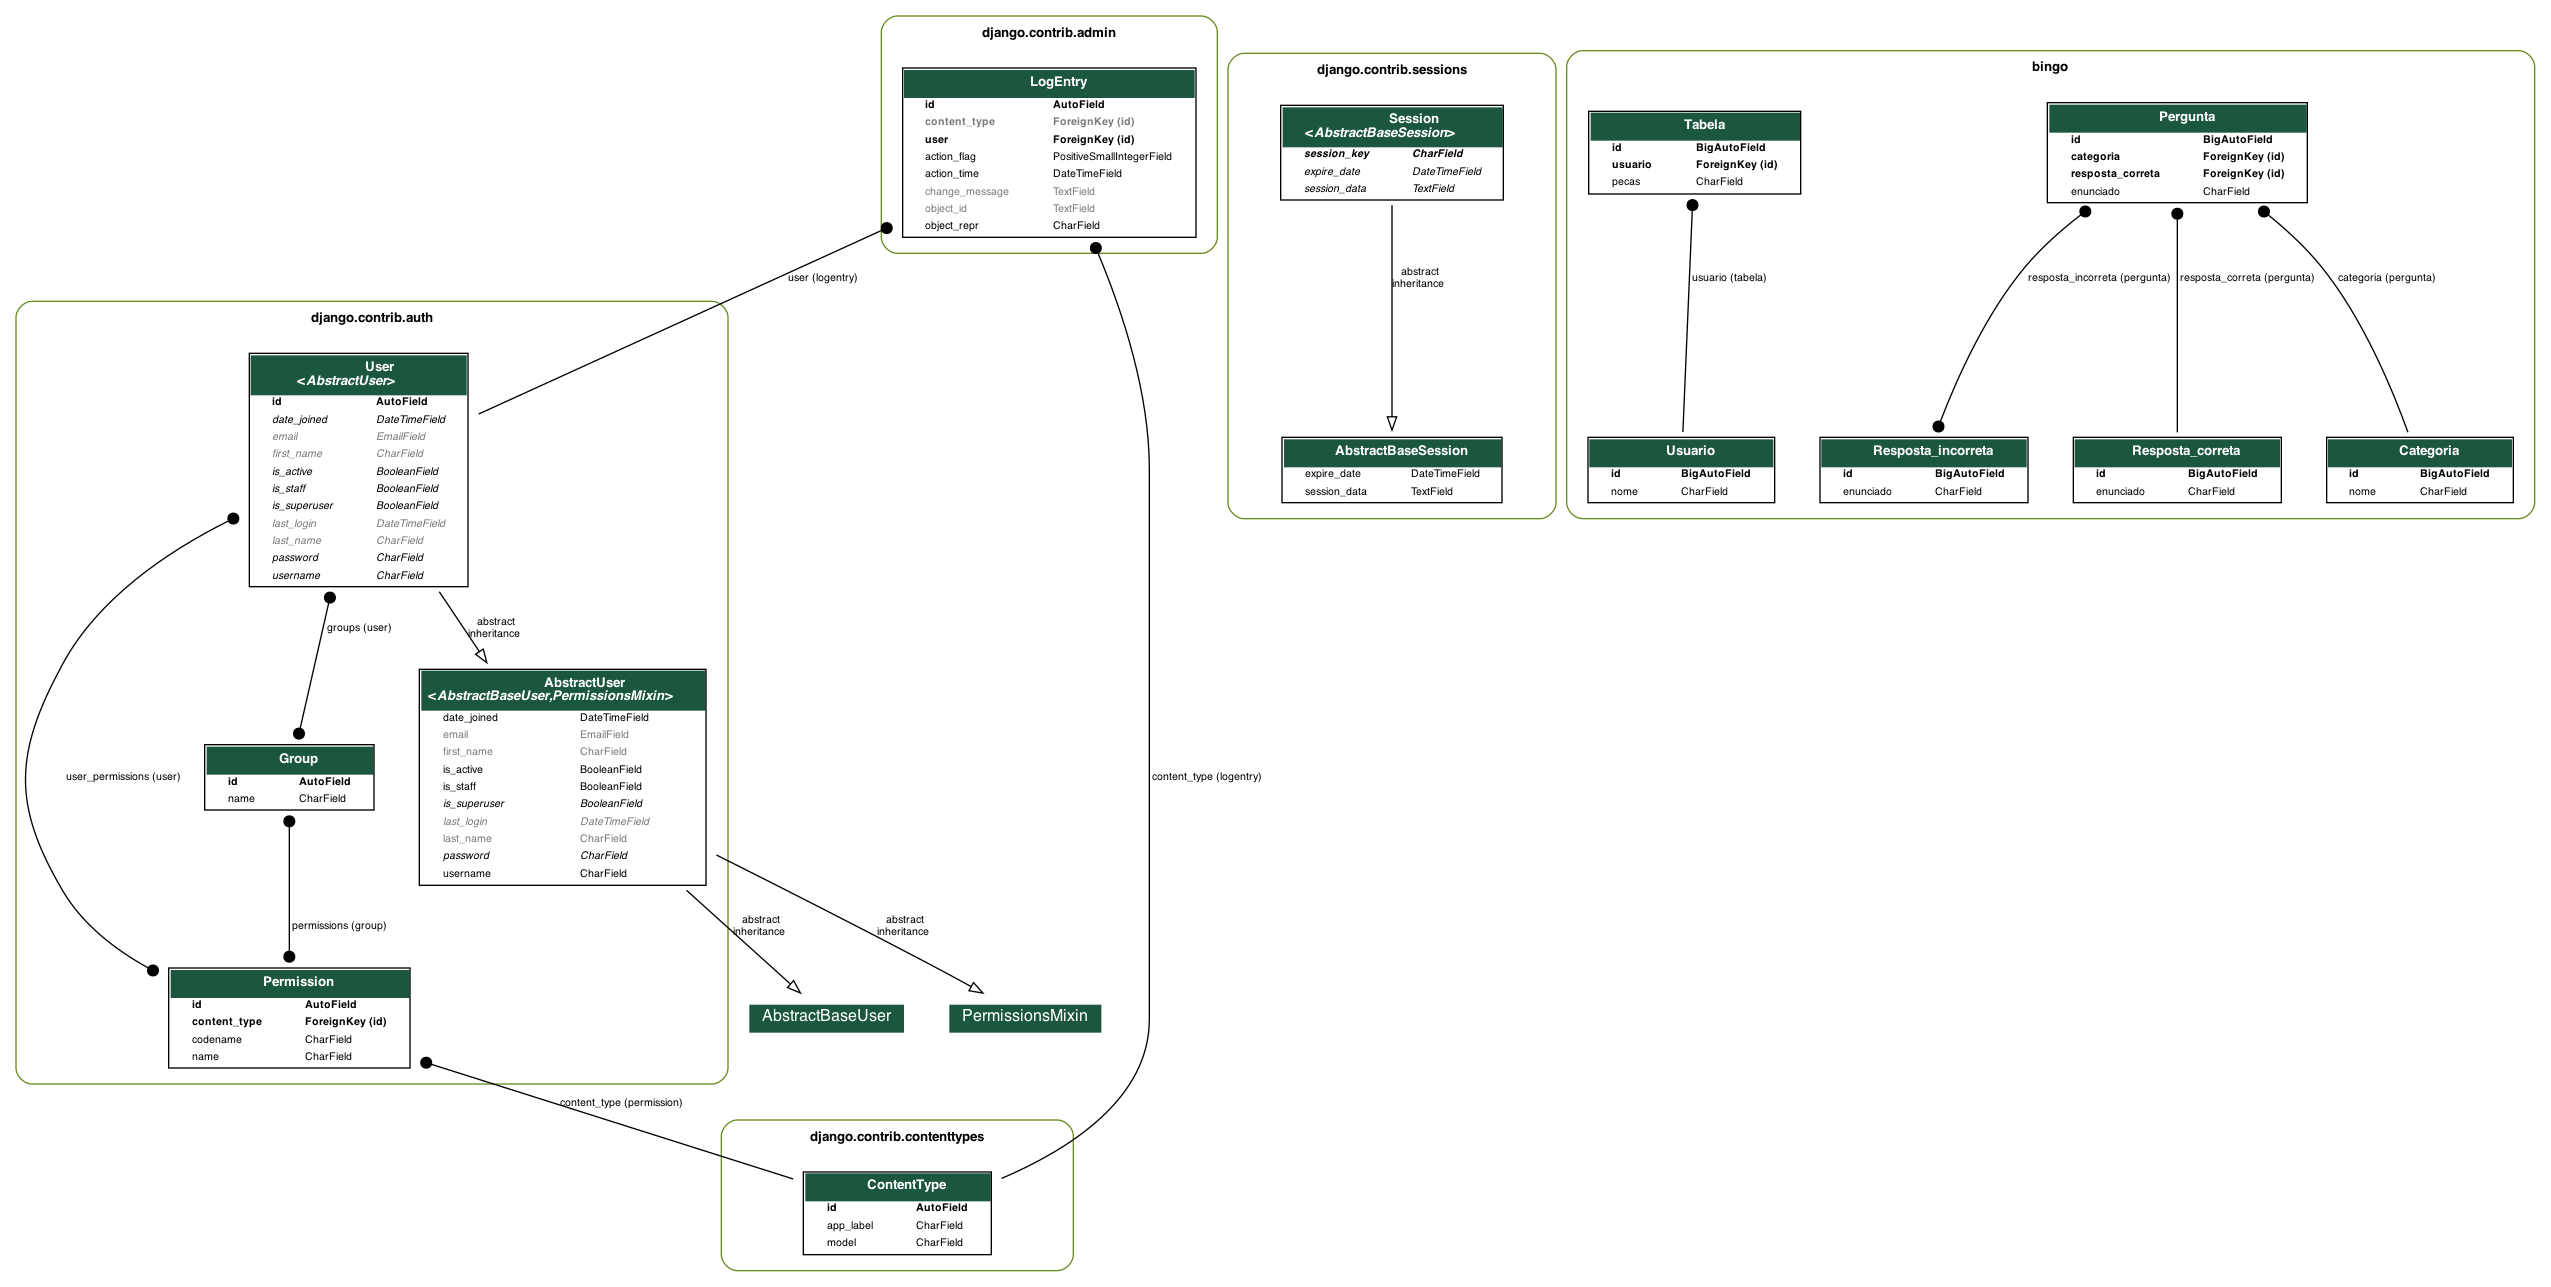 django.contrib.admin
LogEntry
id AutoField
content_type ForeignKey (id)
user ForeignKey (id)
action_flag PositiveSmallIntegerField
action_time DateTimeField
change_message TextField
object_id TextField
object_repr CharField
django.contrib.sessions
Session
<AbstractBaseSession>
session_key CharField
expire_date DateTimeField
session_data TextField
abstract
inheritance
AbstractBaseSession
expire_date DateTimeField
session_data TextField
bingo
Tabela
id BigAutoField
usuario ForeignKey (id)
pecas CharField
Pergunta
id BigAutoField
categoria ForeignKey (id)
resposta_correta ForeignKey (id)
enunciado CharField
usuario (tabela)
resposta_incorreta (pergunta)
resposta_correta (pergunta)
categoria (pergunta)
Usuario
id BigAutoField
nome CharField
Resposta_incorreta
id BigAutoField
enunciado CharField
Resposta_correta
id BigAutoField
enunciado CharField
Categoria
id BigAutoField
nome CharField
user (logentry)
django.contrib.auth
User
<AbstractUser>
id AutoField
date_joined DateTimeField
email EmailField
first_name CharField
is_active BooleanField
is_staff BooleanField
is_superuser BooleanField
last_login DateTimeField
last_name CharField
password CharField
username CharField
groups (user)
abstract
inheritance
AbstractUser
<AbstractBaseUser,PermissionsMixin>
date_joined DateTimeField
email EmailField
first_name CharField
is_active BooleanField
is_staff BooleanField
is_superuser BooleanField
last_login DateTimeField
last_name CharField
password CharField
username CharField
Group
id AutoField
name CharField
user_permissions (user)
content_type (logentry)
permissions (group)
abstract
inheritance
abstract
inheritance
Permission
id AutoField
content_type ForeignKey (id)
codename CharField
name CharField
AbstractBaseUser
PermissionsMixin
content_type (permission)
django.contrib.contenttypes
ContentType
id AutoField
app_label CharField
model CharField